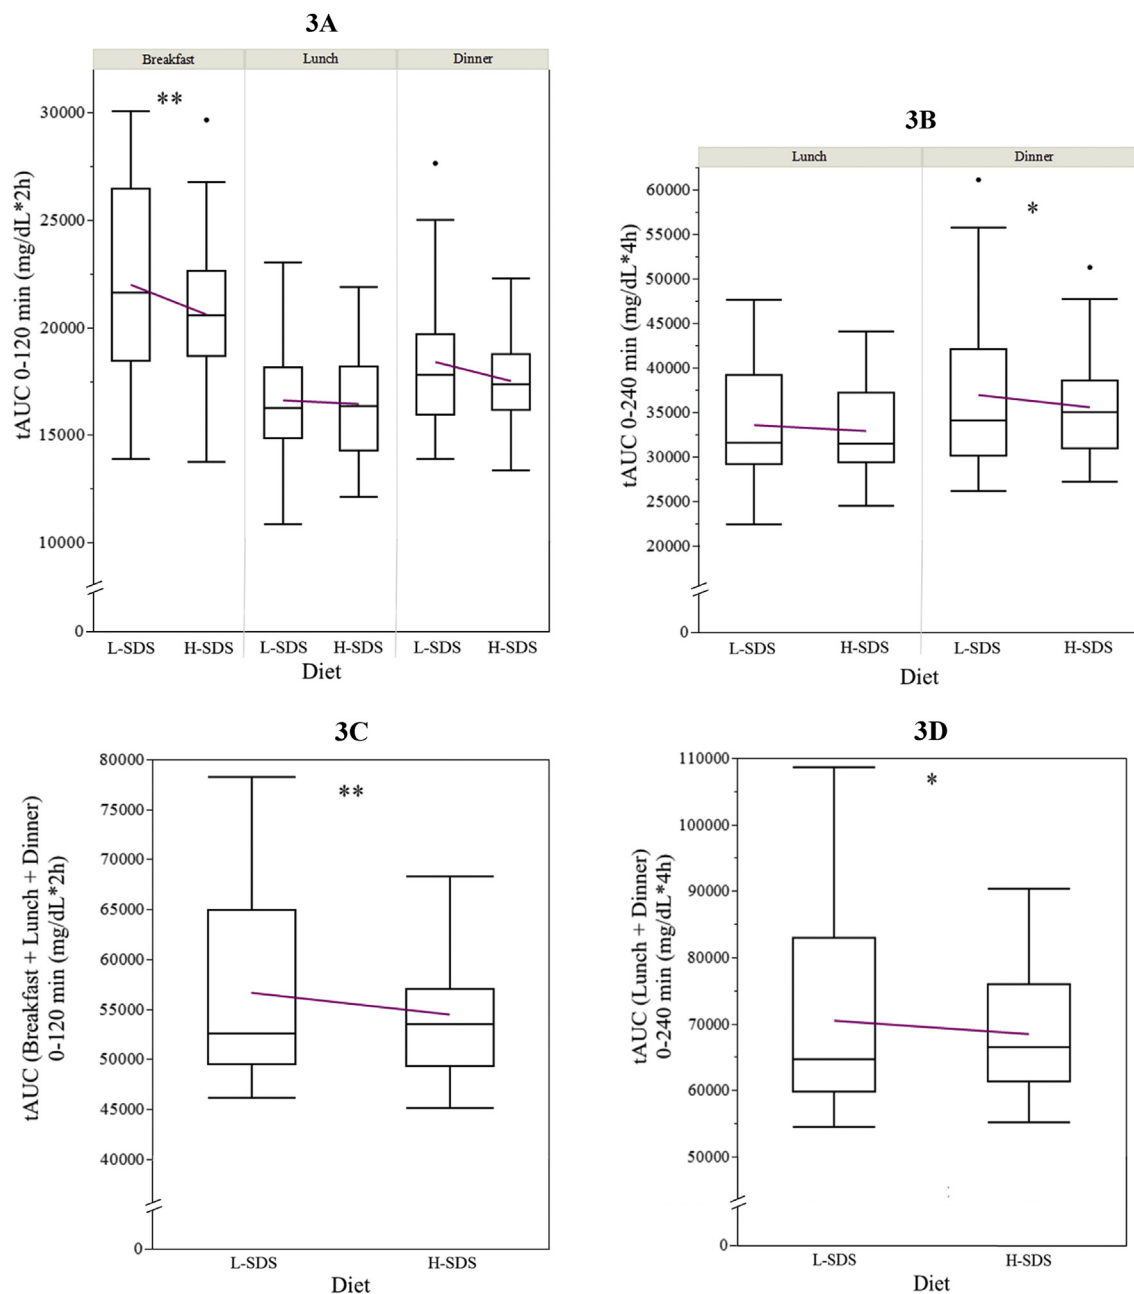 3A
Breakfast Lunch Dinner
**
tAUC 0-120 min (mg/dL*2h)
30000
25000
20000
15000
10000
0
L-SDS H-SDS L-SDS H-SDS L-SDS H-SDS
Diet
3B
Lunch Dinner
*
tAUC 0-240 min (mg/dL*4h)
60000
55000
50000
45000
40000
35000
30000
25000
20000
0
L-SDS H-SDS L-SDS H-SDS
Diet
3C
**
tAUC (Breakfast + Lunch + Dinner)
0-120 min (mg/dL*2h)
80000
75000
70000
65000
60000
55000
50000
45000
40000
0
L-SDS H-SDS
Diet
3D
*
tAUC (Lunch + Dinner)
0-240 min (mg/dL*4h)
110000
100000
90000
80000
70000
60000
50000
0
L-SDS H-SDS
Diet